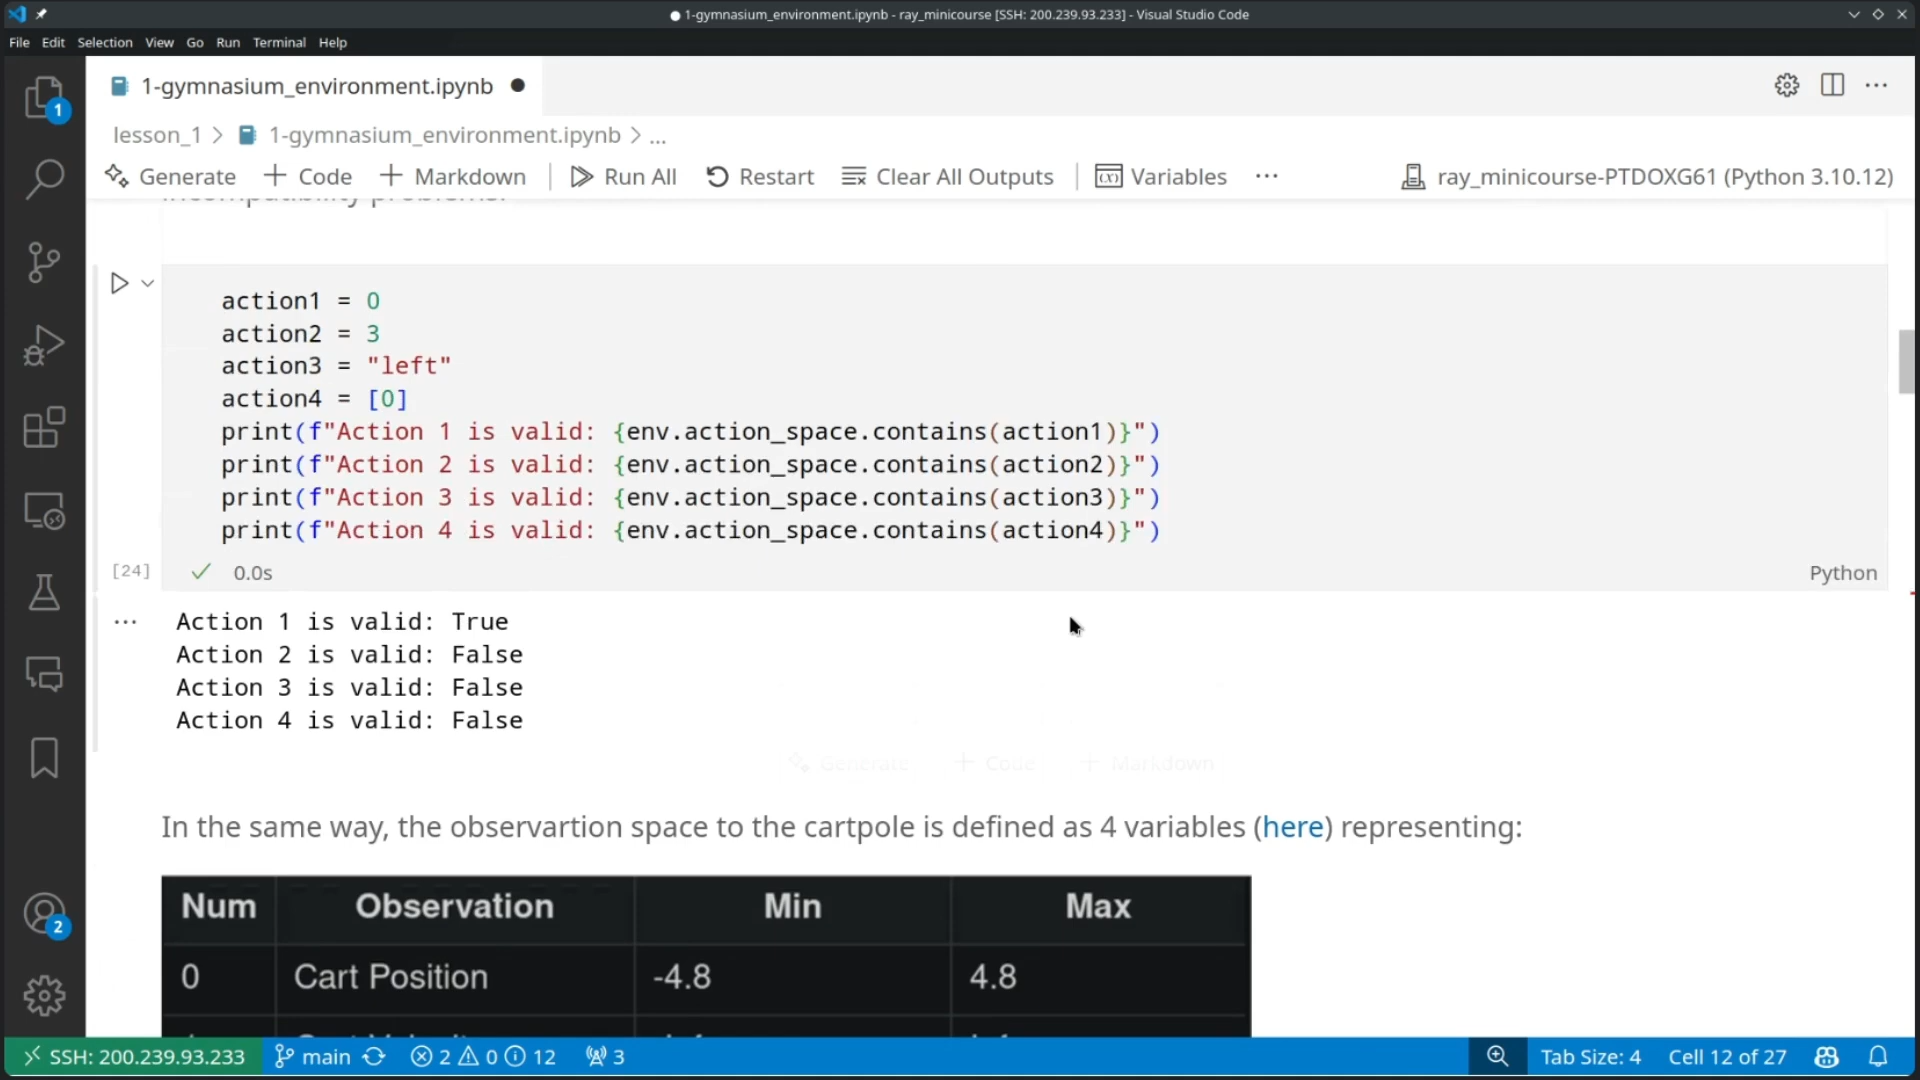 1-gymnasium_environment.ipynb - ray_minicourse [SSH: 200.239.93.233] - Visual Studio Code
File Edit Selection View Go Run Terminal Help
1-gymnasium_environment.ipynb
lesson_1 > 1-gymnasium_environment.ipynb > ...
Generate + Code + Markdown Run All Restart Clear All Outputs Variables ... ray_minicourse-PTDOXG61 (Python 3.10.12)
incompatibility problems.
action1 = 0
action2 = 3
action3 = "left"
action4 = [0]
print(f"Action 1 is valid: {env.action_space.contains(action1)}")
print(f"Action 2 is valid: {env.action_space.contains(action2)}")
print(f"Action 3 is valid: {env.action_space.contains(action3)}")
print(f"Action 4 is valid: {env.action_space.contains(action4)}")
[24] 0.0s Python
Action 1 is valid: True
Action 2 is valid: False
Action 3 is valid: False
Action 4 is valid: False
Generate + Code + Markdown
In the same way, the observartion space to the cartpole is defined as 4 variables (here) representing:
Num Observation Min Max
0 Cart Position -4.8 4.8
SSH: 200.239.93.233 main 2 0 12 3 Tab Size: 4 Cell 12 of 27
1
2